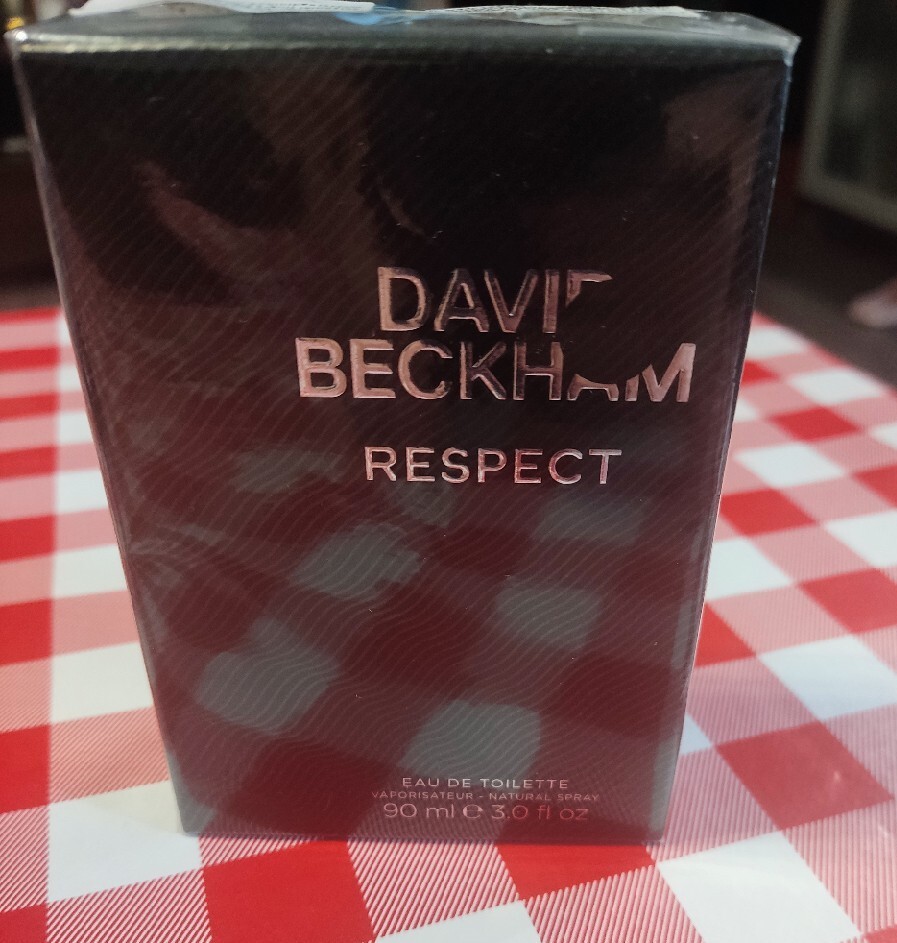 DAVID
BECKHAM
RESPECT
EAU DE TOILETTE
VAPORISATEUR - NATURAL SPRAY
90 ml e 3.0 fl oz